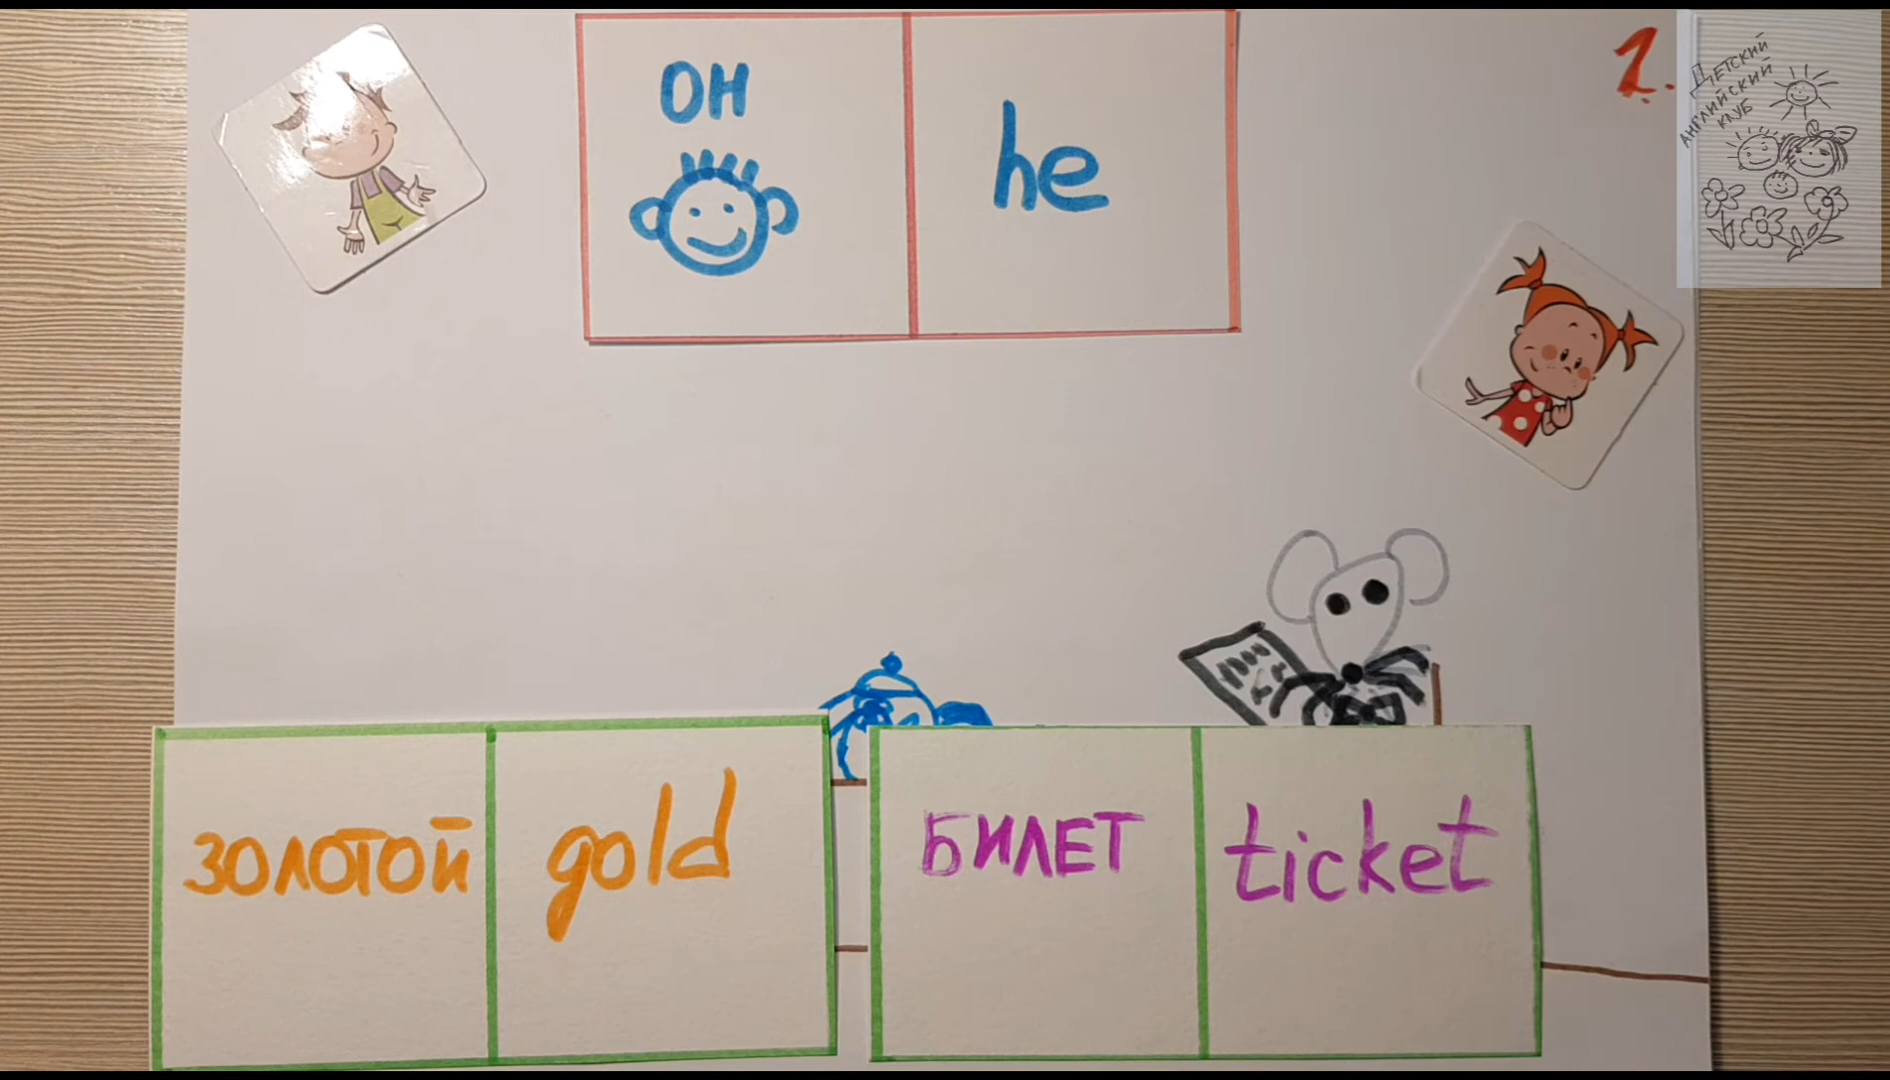 ОН
he
1.
ДЕТСКИЙ
АНГЛИЙСКИЙ
КЛУБ
ЗОЛОТОЙ
gold
БИЛЕТ
ticket